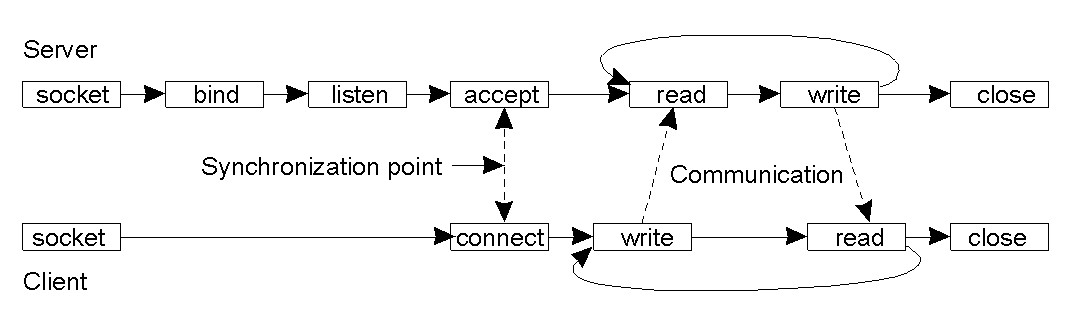 Server
socket bind listen accept read write close
Synchronization point
Communication
socket connect write read close
Client